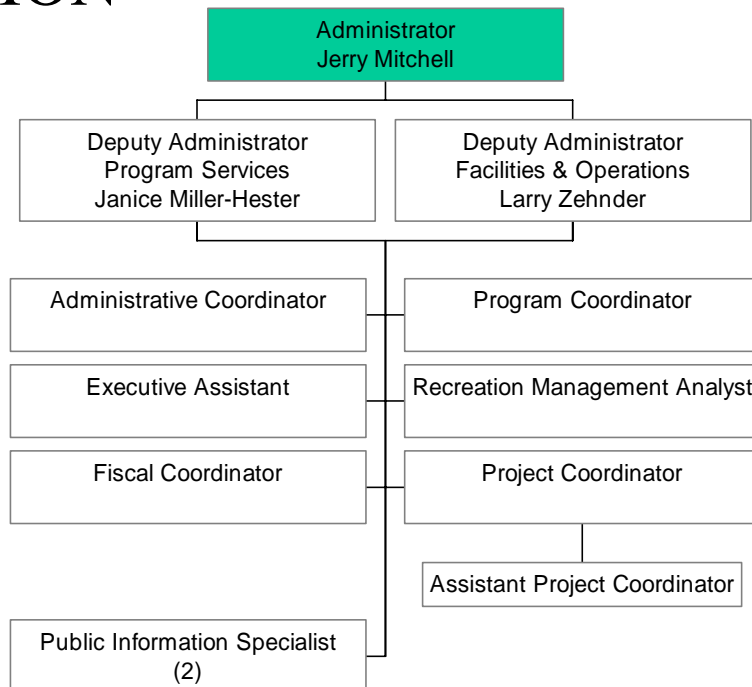 Administrator
Jerry Mitchell
Deputy Administrator
Program Services
Janice Miller-Hester
Deputy Administrator
Facilities & Operations
Larry Zehnder
Administrative Coordinator
Program Coordinator
Executive Assistant
Recreation Management Analyst
Fiscal Coordinator
Project Coordinator
Assistant Project Coordinator
Public Information Specialist
(2)